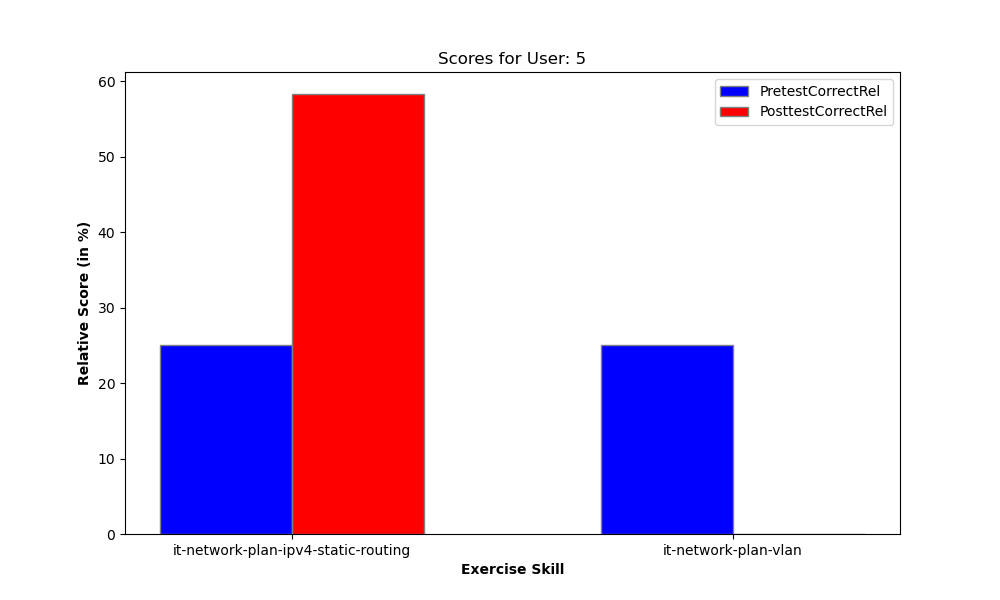 Scores for User: 5
PretestCorrectRel
PosttestCorrectRel
Relative Score (in %)
60
50
40
30
20
10
0
it-network-plan-ipv4-static-routing
it-network-plan-vlan
Exercise Skill